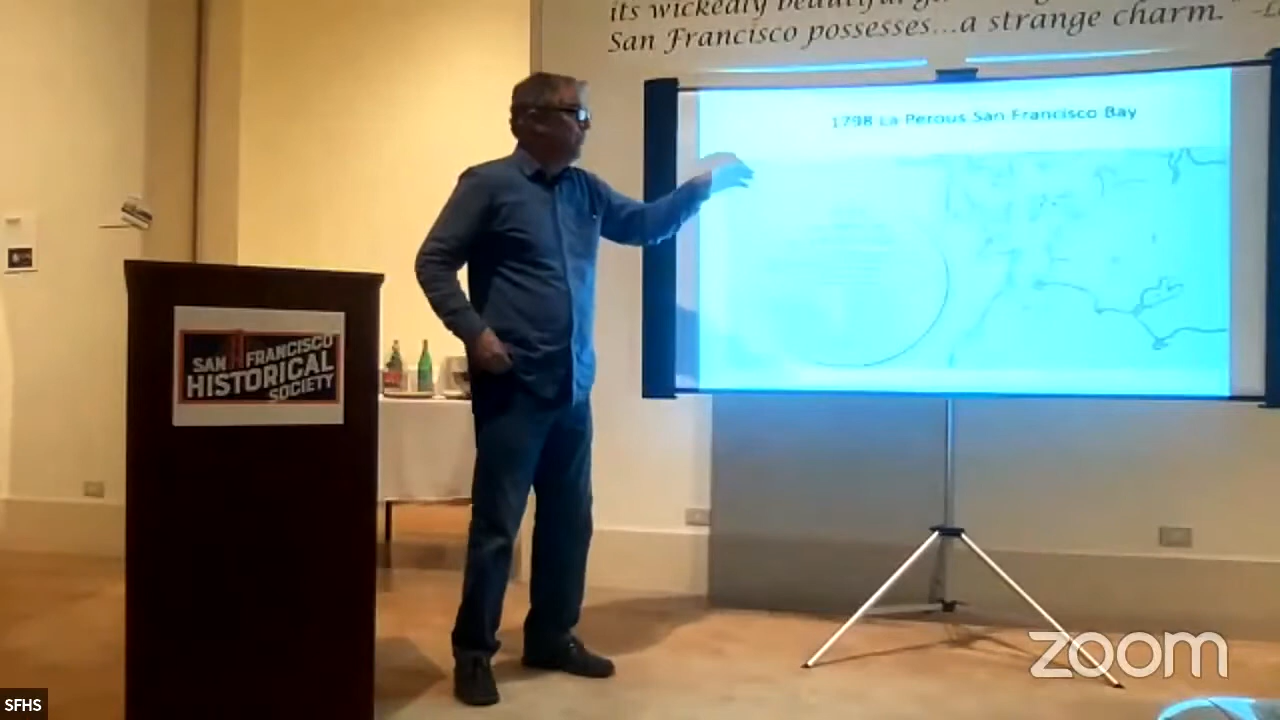 its wickedly beautiful
San Francisco possesses...a strange charm."
1798 La Perous San Francisco Bay
SAN FRANCISCO
HISTORICAL
SOCIETY
zoom
SFHS